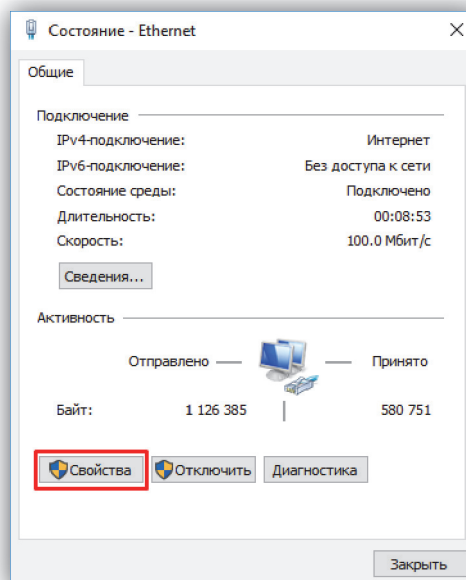 Состояние - Ethernet
Общие
Подключение
IPv4-подключение: Интернет
IPv6-подключение: Без доступа к сети
Состояние среды: Подключено
Длительность: 00:08:53
Скорость: 100.0 Мбит/с
Сведения...
Активность
Отправлено — — Принято
Байт: 1 126 385 580 751
Свойства Отключить Диагностика
Закрыть